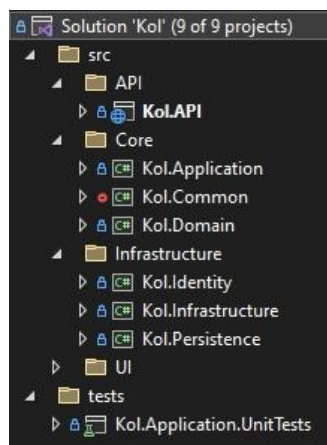 Solution 'Kol' (9 of 9 projects)
src
API
Kol.API
Core
C# Kol.Application
C# Kol.Common
C# Kol.Domain
Infrastructure
C# Kol.Identity
C# Kol.Infrastructure
C# Kol.Persistence
UI
tests
Kol.Application.UnitTests